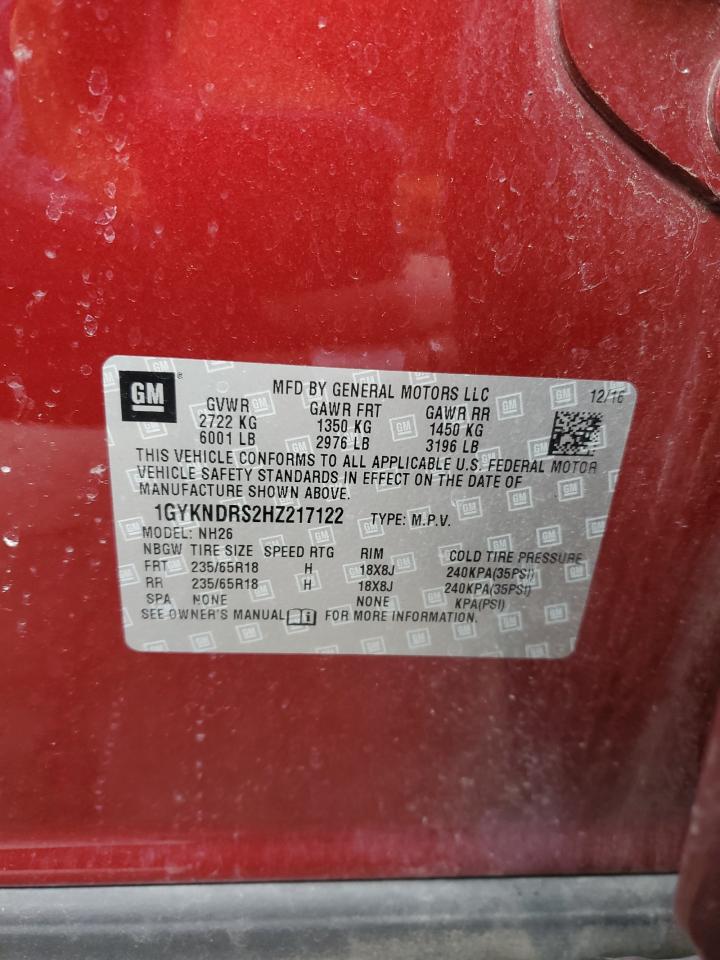 GM ®
MFD BY GENERAL MOTORS LLC 12/16
GVWR GAWR FRT GAWR RR
2722 KG 1350 KG 1450 KG
6001 LB 2976 LB 3196 LB
THIS VEHICLE CONFORMS TO ALL APPLICABLE U.S. FEDERAL MOTOR
VEHICLE SAFETY STANDARDS IN EFFECT ON THE DATE OF
MANUFACTURE SHOWN ABOVE.
1GYKNDRS2HZ217122 TYPE: M.P.V.
MODEL: NH26
NBGW TIRE SIZE SPEED RTG RIM COLD TIRE PRESSURE
FRT 235/65R18 H 18X8J 240KPA(35PSI)
RR 235/65R18 H 18X8J 240KPA(35PSI)
SPA NONE NONE KPA(PSI)
SEE OWNER'S MANUAL FOR MORE INFORMATION.